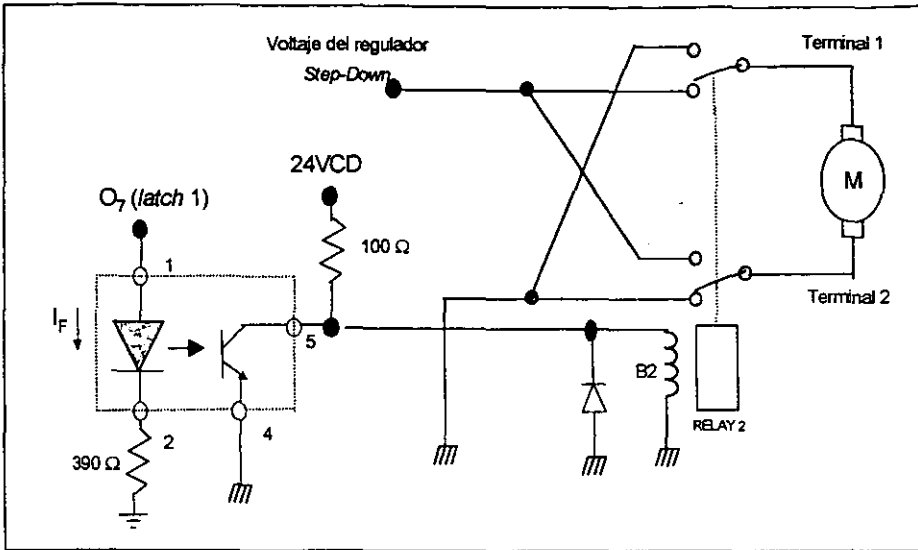 Voltaje del regulador
Step-Down
Terminal 1
24VCD
O7 (latch 1)
100 Ω
M
1
IF
5
Terminal 2
B2
RELAY 2
2
4
390 Ω